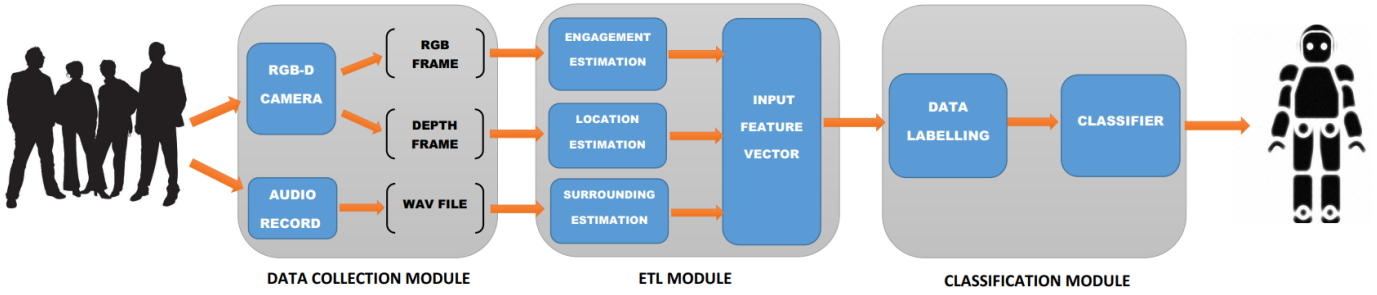 RGB-D
CAMERA
RGB
FRAME
DEPTH
FRAME
AUDIO
RECORD
WAV FILE
DATA COLLECTION MODULE
ENGAGEMENT
ESTIMATION
LOCATION
ESTIMATION
SURROUNDING
ESTIMATION
INPUT
FEATURE
VECTOR
ETL MODULE
DATA
LABELLING
CLASSIFIER
CLASSIFICATION MODULE